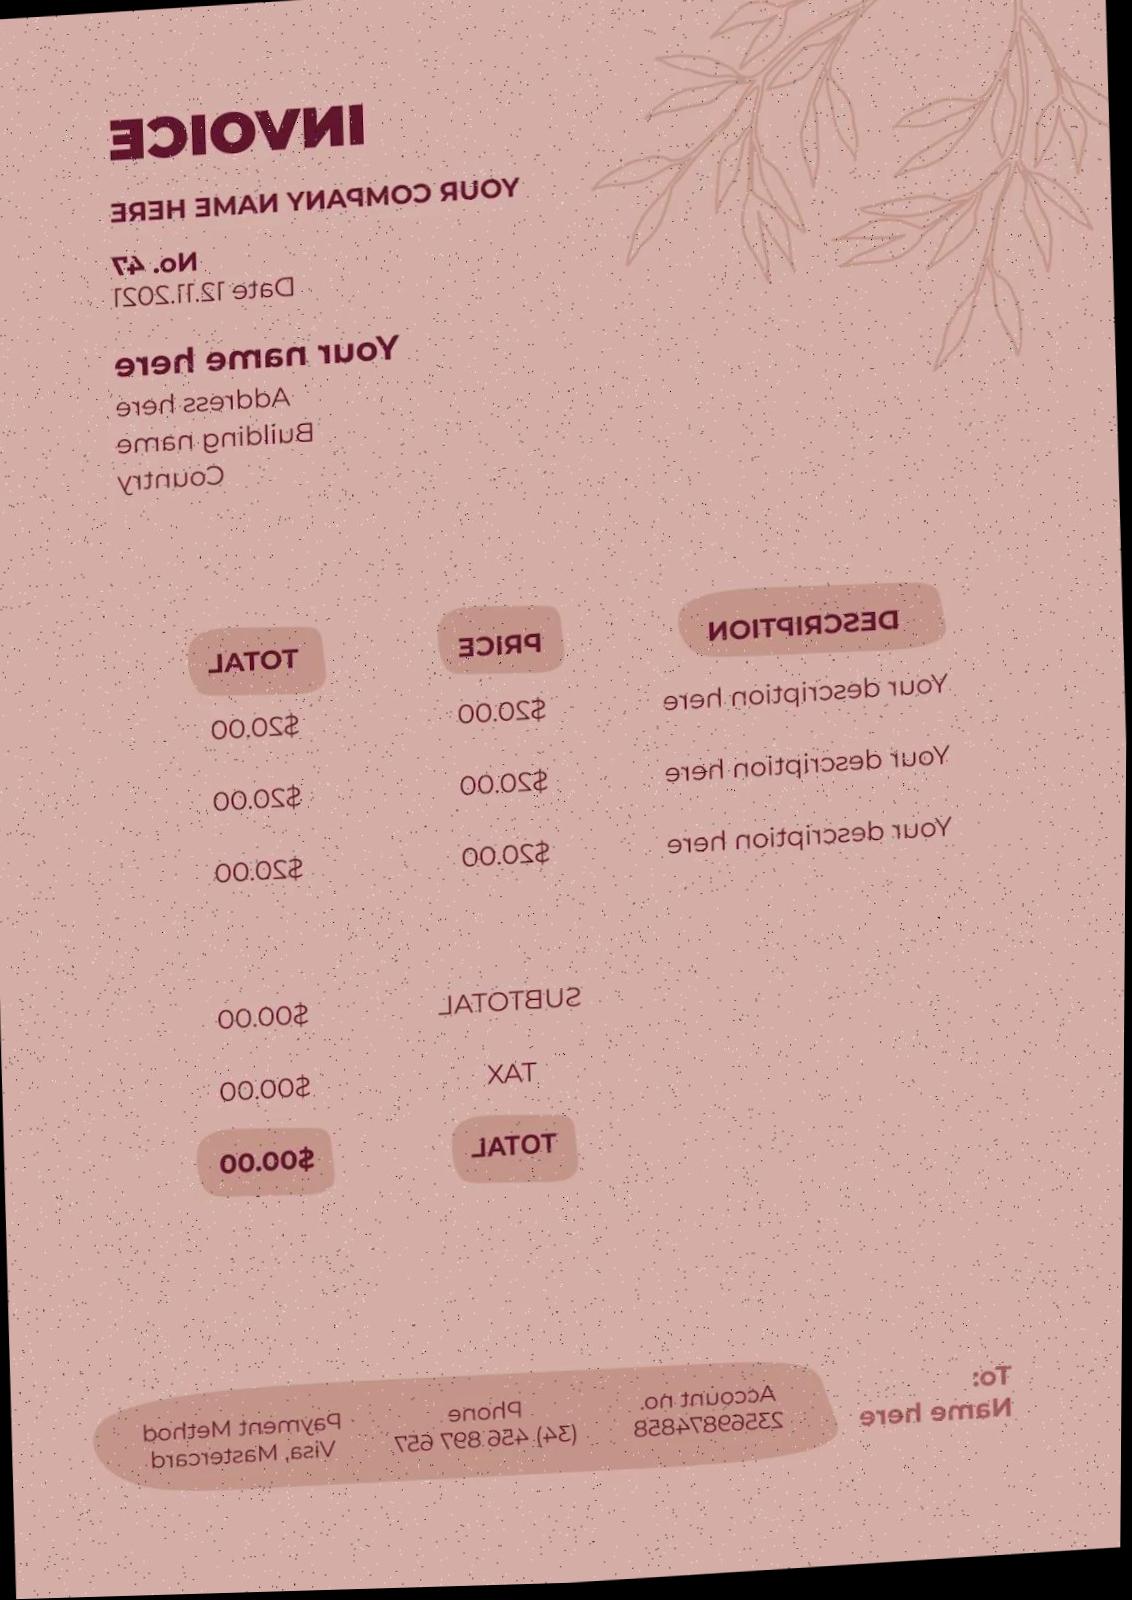 INVOICE
YOUR COMPANY NAME HERE
No. 47
Date 12.11.2021
Your name here
Address here
Building name
Country
DESCRIPTION PRICE TOTAL
Your description here $20.00 $20.00
Your description here $20.00 $20.00
Your description here $20.00 $20.00
SUBTOTAL $00.00
TAX $00.00
TOTAL $00.00
To:
Name here
Account no.
23569874858
Phone
(34) 456 897 657
Payment Method
Visa, Mastercard